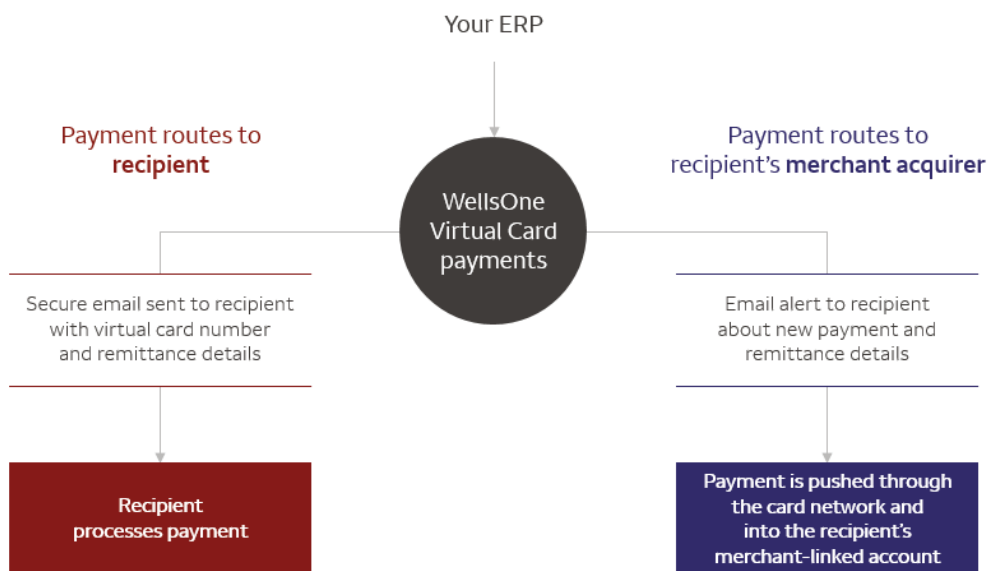 Your ERP
Payment routes to
recipient
Payment routes to
recipient's merchant acquirer
WellsOne
Virtual Card
payments
Secure email sent to recipient
with virtual card number
and remittance details
Email alert to recipient
about new payment and
remittance details
Recipient
processes payment
Payment is pushed through
the card network and
into the recipient's
merchant-linked account